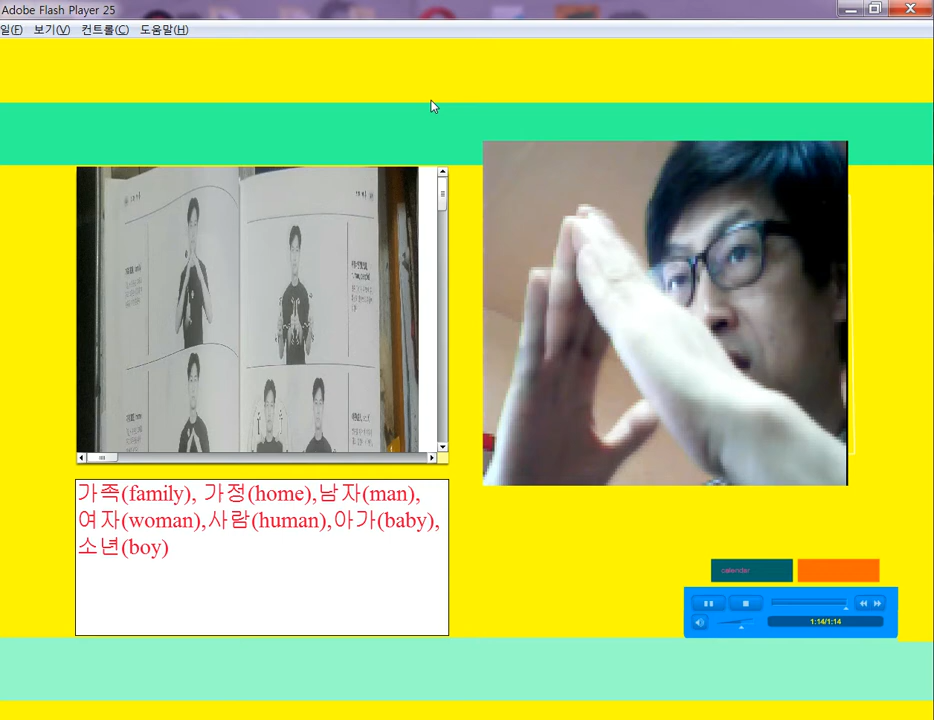 Adobe Flash Player 25
일(F) 보기(V) 컨트롤(C) 도움말(H)
가족(family), 가정(home),남자(man),
여자(woman),사람(human),아가(baby),
소년(boy)
calendar
1:14/1:14